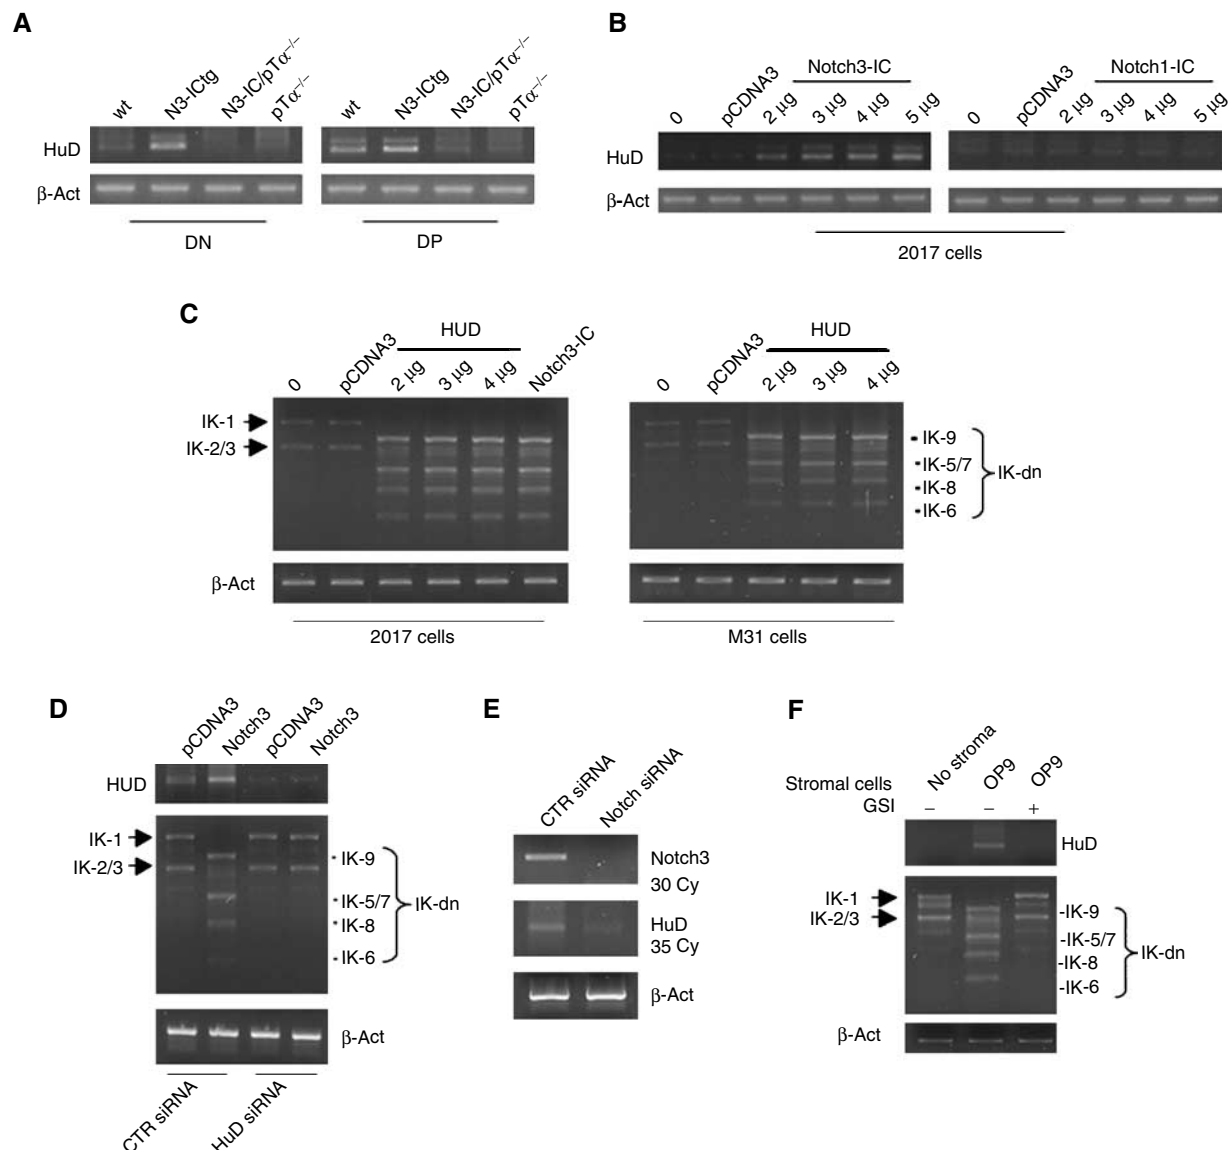 A
wt N3-ICtg N3-IC/pTα−/− pTα−/− wt N3-ICtg N3-IC/pTα−/− pTα−/−
HuD
β-Act
DN DP
B
Notch3-IC Notch1-IC
0 pCDNA3 2 µg 3 µg 4 µg 5 µg 0 pCDNA3 2 µg 3 µg 4 µg 5 µg
HuD
β-Act
2017 cells
C
HUD HUD
0 pCDNA3 2 µg 3 µg 4 µg Notch3-IC 0 pCDNA3 2 µg 3 µg 4 µg
IK-1
IK-2/3
IK-9
IK-5/7
IK-8
IK-6
IK-dn
β-Act
2017 cells M31 cells
D
pCDNA3 Notch3 pCDNA3 Notch3
HUD
IK-1
IK-2/3
IK-9
IK-5/7
IK-8
IK-6
IK-dn
β-Act
CTR siRNA HuD siRNA
E
CTR siRNA Notch siRNA
Notch3
30 Cy
HuD
35 Cy
β-Act
F
Stromal cells No stroma OP9 OP9
GSI − − +
HuD
IK-1
IK-2/3
-IK-9
-IK-5/7
-IK-8
-IK-6
IK-dn
β-Act